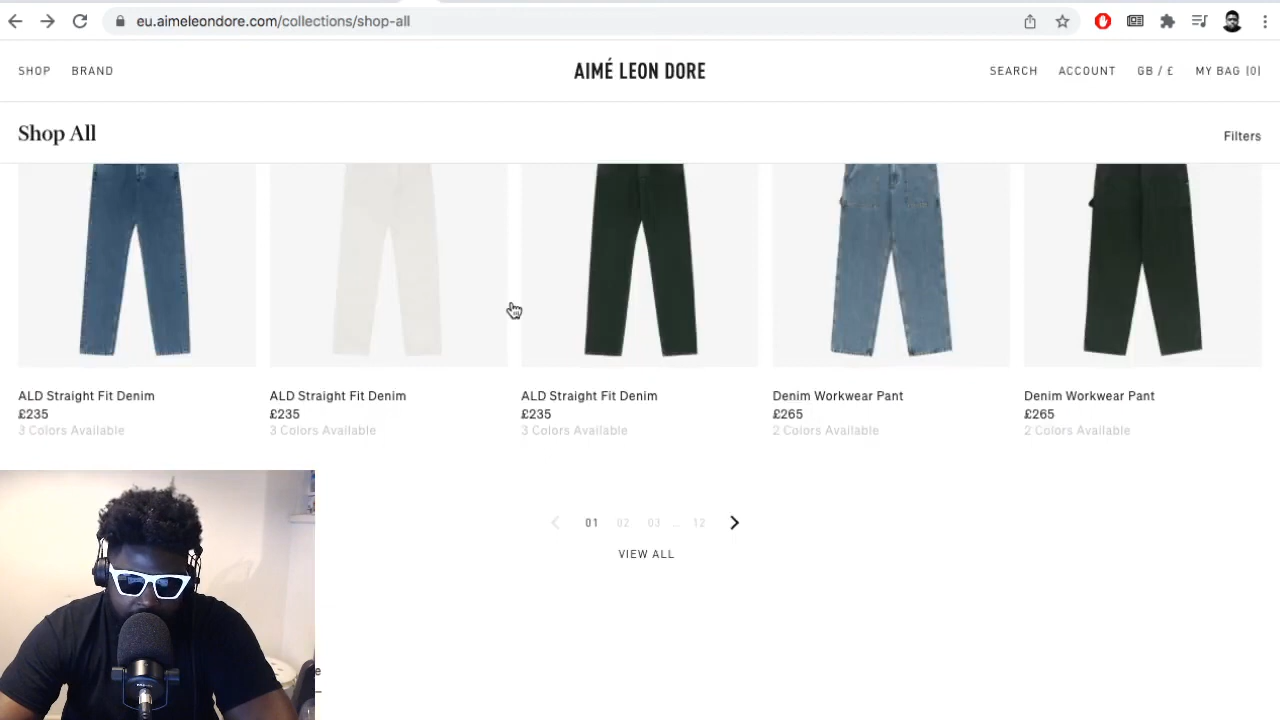 eu.aimeleondore.com/collections/shop-all
SHOP BRAND AIMÉ LEON DORE SEARCH ACCOUNT GB / £ MY BAG (0)
Shop All Filters
ALD Straight Fit Denim ALD Straight Fit Denim ALD Straight Fit Denim Denim Workwear Pant Denim Workwear Pant
£235 £235 £235 £265 £265
3 Colors Available 3 Colors Available 3 Colors Available 2 Colors Available 2 Colors Available
01 02 03 ... 12
VIEW ALL
e